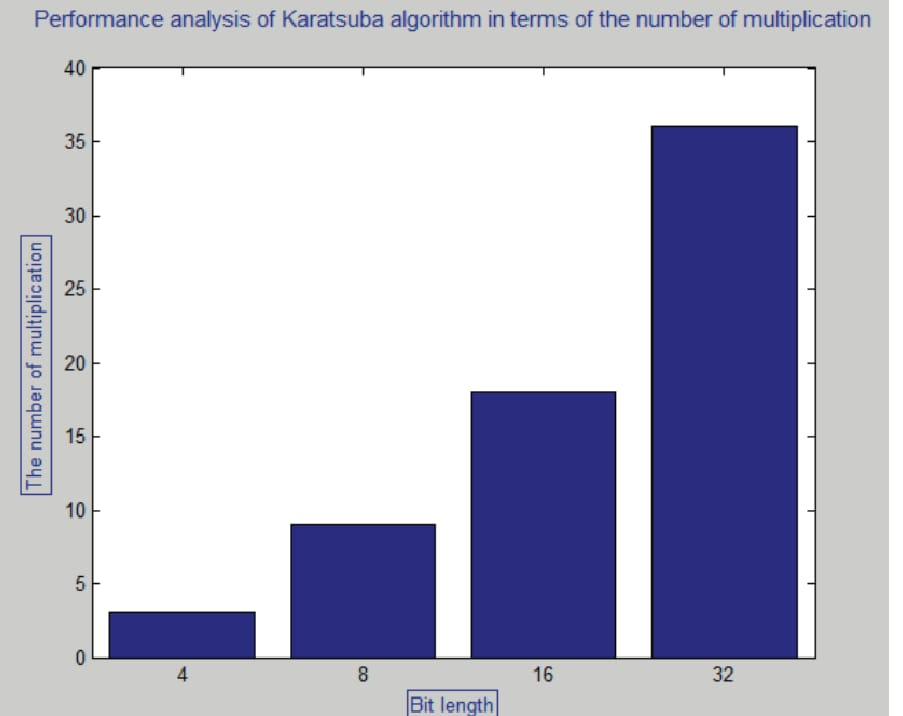 Performance analysis of Karatsuba algorithm in terms of the number of multiplication
40
35
30
25
20
15
10
5
0
The number of multiplication
4 8 16 32
Bit length